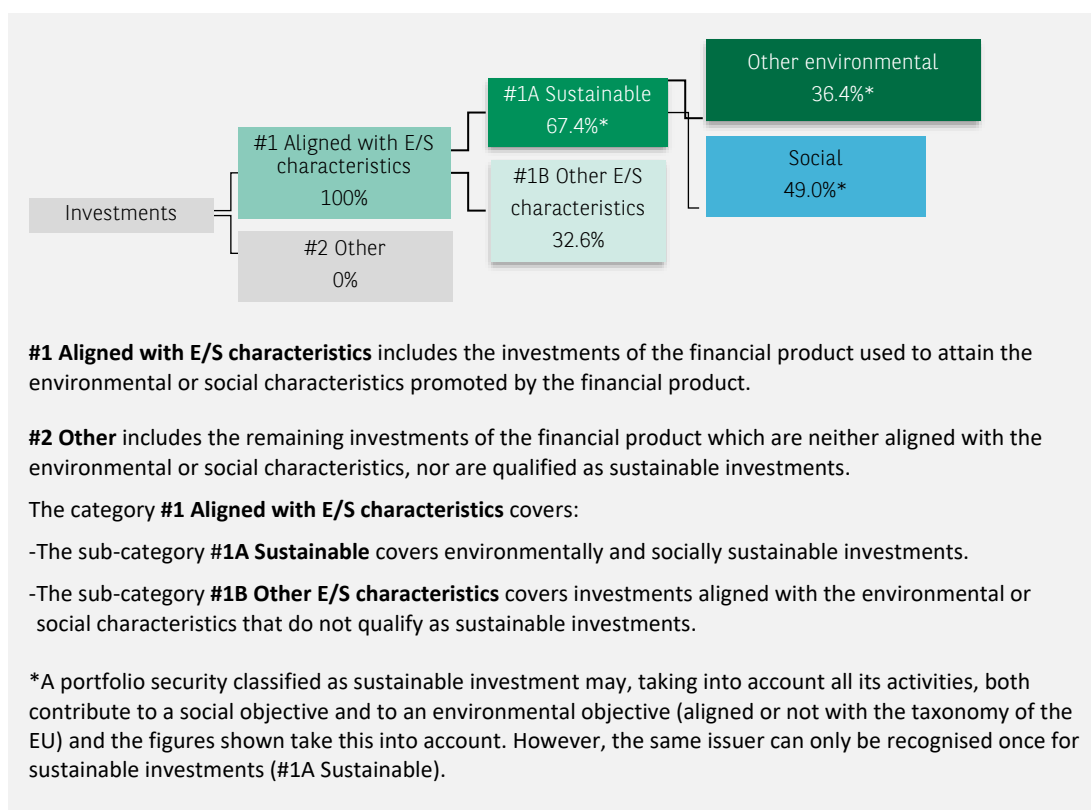 Investments
#1 Aligned with E/S
characteristics
100%
#2 Other
0%
#1A Sustainable
67.4%*
#1B Other E/S
characteristics
32.6%
Other environmental
36.4%*
Social
49.0%*
#1 Aligned with E/S characteristics includes the investments of the financial product used to attain the
environmental or social characteristics promoted by the financial product.
#2 Other includes the remaining investments of the financial product which are neither aligned with the
environmental or social characteristics, nor are qualified as sustainable investments.
The category #1 Aligned with E/S characteristics covers:
-The sub-category #1A Sustainable covers environmentally and socially sustainable investments.
-The sub-category #1B Other E/S characteristics covers investments aligned with the environmental or
social characteristics that do not qualify as sustainable investments.
*A portfolio security classified as sustainable investment may, taking into account all its activities, both
contribute to a social objective and to an environmental objective (aligned or not with the taxonomy of the
EU) and the figures shown take this into account. However, the same issuer can only be recognised once for
sustainable investments (#1A Sustainable).